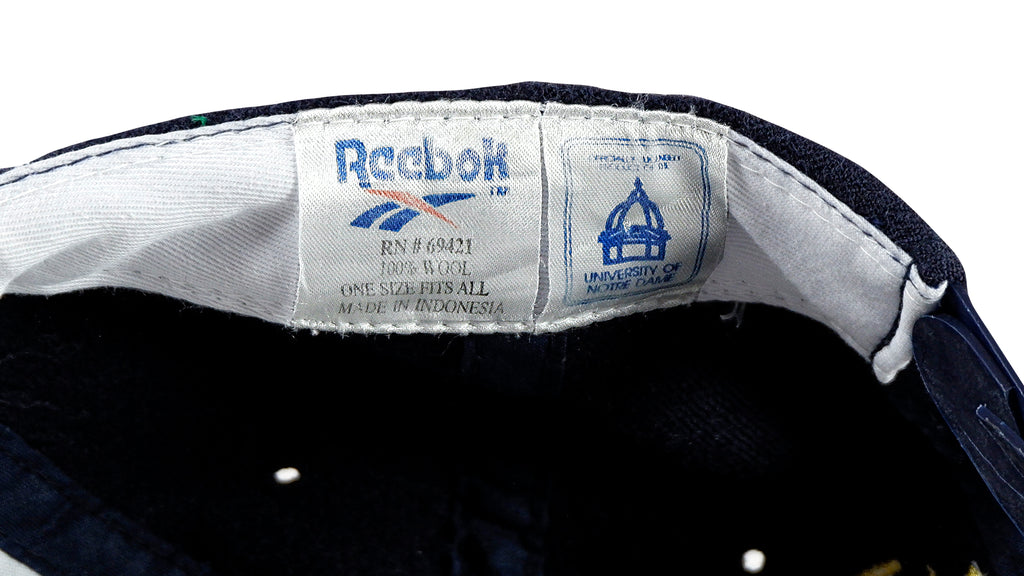 Reebok
TM
RN # 69421
100% WOOL
ONE SIZE FITS ALL
MADE IN INDONESIA
UNIVERSITY OF
NOTRE DAME